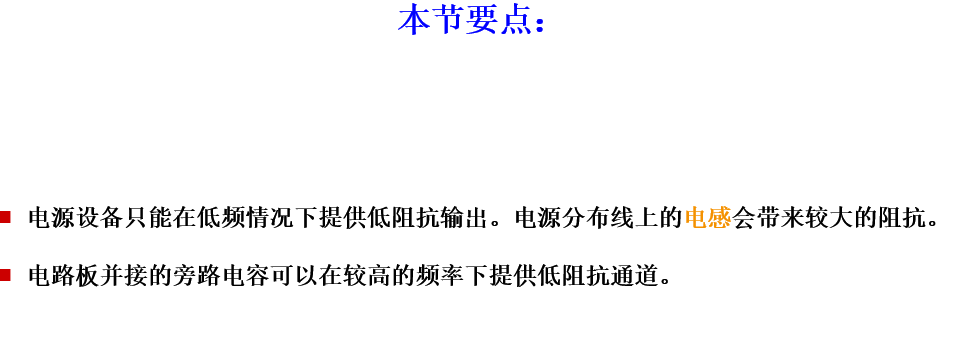 本节要点：
电源设备只能在低频情况下提供低阻抗输出。电源分布线上的电感会带来较大的阻抗。
电路板并接的旁路电容可以在较高的频率下提供低阻抗通道。